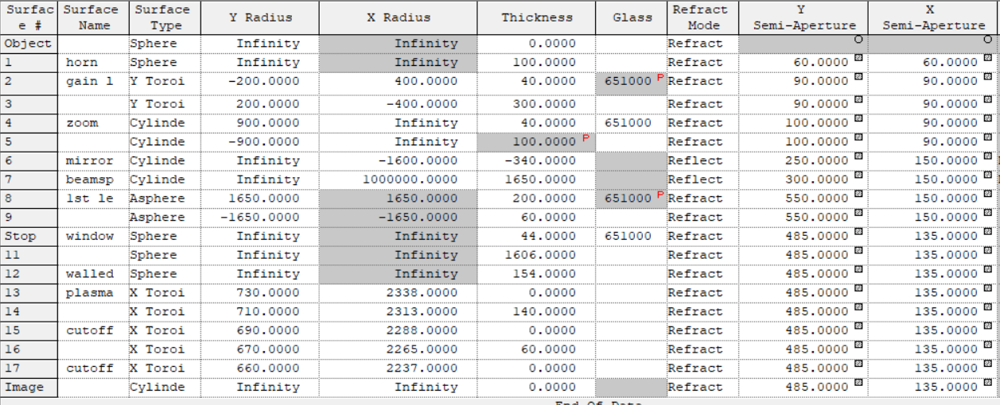 Surfac Surface Surface Y Radius X Radius Thickness Glass Refract Y X
e # Name Type Mode Semi-Aperture Semi-Aperture
Object Sphere Infinity Infinity 0.0000 Refract
1 horn Sphere Infinity Infinity 100.0000 Refract 60.0000 60.0000
2 gain l Y Toroi -200.0000 400.0000 40.0000 651000 P Refract 90.0000 90.0000
3 Y Toroi 200.0000 -400.0000 300.0000 Refract 90.0000 90.0000
4 zoom Cylinde 900.0000 Infinity 40.0000 651000 Refract 100.0000 90.0000
5 Cylinde -900.0000 Infinity 100.0000 P Refract 100.0000 90.0000
6 mirror Cylinde Infinity -1600.0000 -340.0000 Reflect 250.0000 150.0000
7 beamsp Cylinde Infinity 1000000.0000 1650.0000 Reflect 300.0000 150.0000
8 lst le Asphere 1650.0000 1650.0000 200.0000 651000 P Refract 550.0000 150.0000
9 Asphere -1650.0000 -1650.0000 60.0000 Refract 550.0000 150.0000
Stop window Sphere Infinity Infinity 44.0000 651000 Refract 485.0000 135.0000
11 Sphere Infinity Infinity 1606.0000 Refract 485.0000 135.0000
12 walled Sphere Infinity Infinity 154.0000 Refract 485.0000 135.0000
13 plasma X Toroi 730.0000 2338.0000 0.0000 Refract 485.0000 135.0000
14 X Toroi 710.0000 2313.0000 140.0000 Refract 485.0000 135.0000
15 cutoff X Toroi 690.0000 2288.0000 0.0000 Refract 485.0000 135.0000
16 X Toroi 670.0000 2265.0000 60.0000 Refract 485.0000 135.0000
17 cutoff X Toroi 660.0000 2237.0000 0.0000 Refract 485.0000 135.0000
Image Cylinde Infinity Infinity 0.0000 Refract 485.0000 135.0000
End Of Data